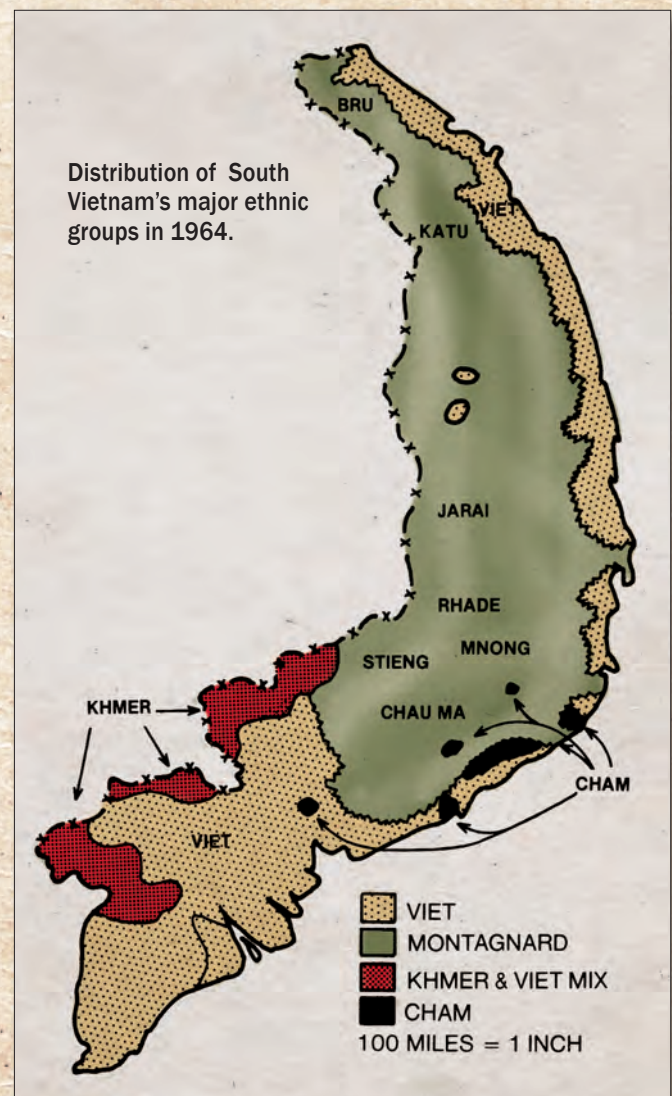 Distribution of South
Vietnam's major ethnic
groups in 1964.
BRU
VIET
KATU
JARAI
RHADE
MNONG
STIENG
KHMER
CHAU MA
CHAM
VIET
VIET
MONTAGNARD
KHMER & VIET MIX
CHAM
100 MILES = 1 INCH